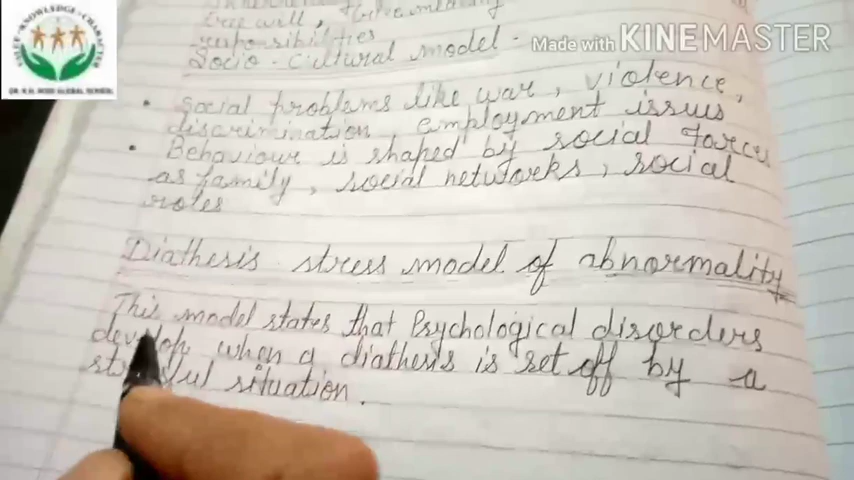 free will,
responsibilities
Socio-Cultural model.
Made with KINEMASTER
• Social problems like war, violence,
discrimination, employment issues
• Behaviour is shaped by social forces
as family, social networks, social
roles
Diathesis stress model of abnormality
This model states that Psychological disorders
develop when a diathesis is set off by a
stressful situation.